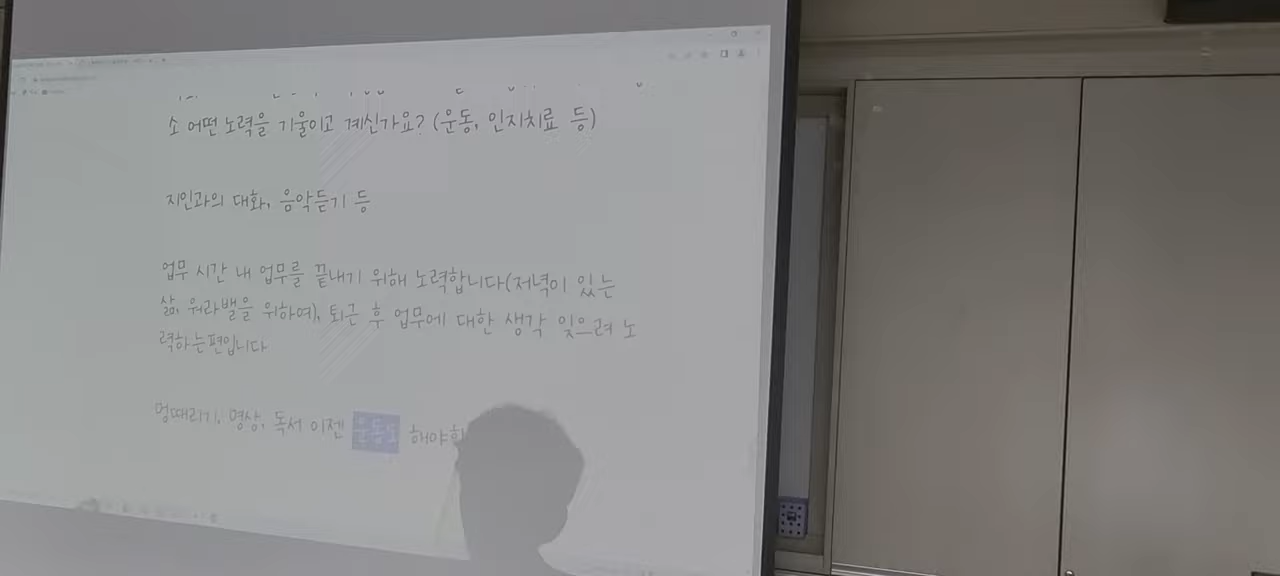 소 어떤 노력을 기울이고 계신가요? (운동, 인지치료 등)
지인과의 대화, 음악듣기 등
업무 시간 내 업무를 끝내기 위해 노력합니다(저녁이 있는
삶, 워라밸을 위하여), 퇴근 후 업무에 대한 생각 잊으려 노
력하는편입니다
멍때리기, 명상, 독서 이젠 운동도 해야